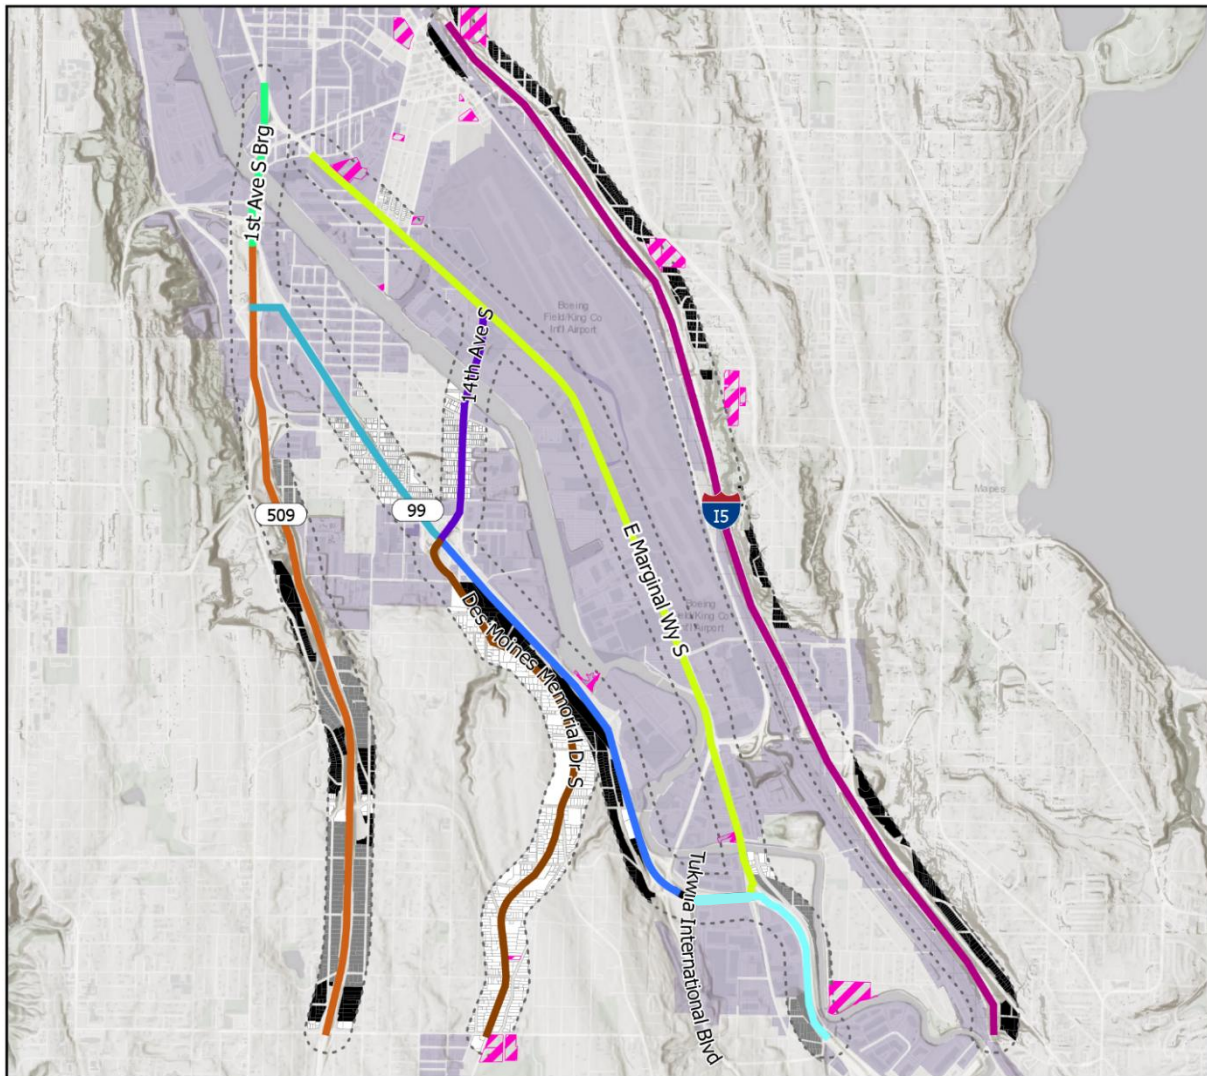 1st Ave S Brg
Boeing
Field/King Co
Int'l Airport
14th Ave S
509
99
I5
Mapes
E Marginal Wy S
Boeing
Field/King Co
Int'l Airport
Des Moines Memorial Dr S
Tukwila International Blvd